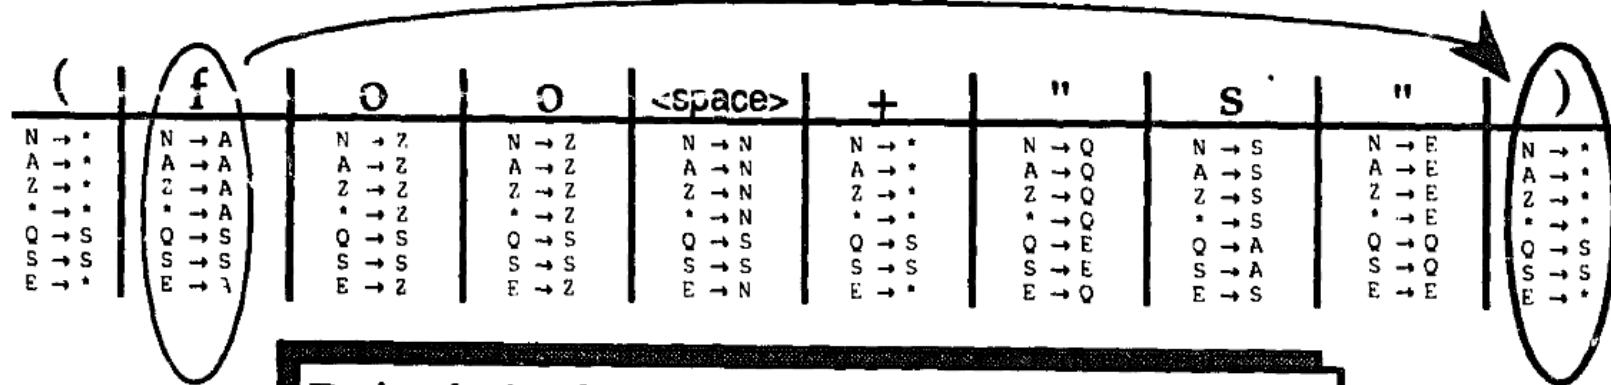 ( f o o <space> + " S " )
N → * N → A N → Z N → Z N → N N → * N → Q N → S N → E N → *
A → * A → A A → Z A → Z A → N A → * A → Q A → S A → E A → *
Z → * Z → A Z → Z Z → Z Z → N Z → * Z → Q Z → S Z → E Z → *
* → * * → A * → Z * → Z * → N * → * * → Q * → S * → E * → *
Q → S Q → S Q → S Q → S Q → S Q → S Q → E Q → A Q → Q Q → S
S → S S → S S → S S → S S → S S → S S → E S → A S → Q S → S
E → * E → E → Z E → Z E → N E → * E → Q E → S E → E E → *